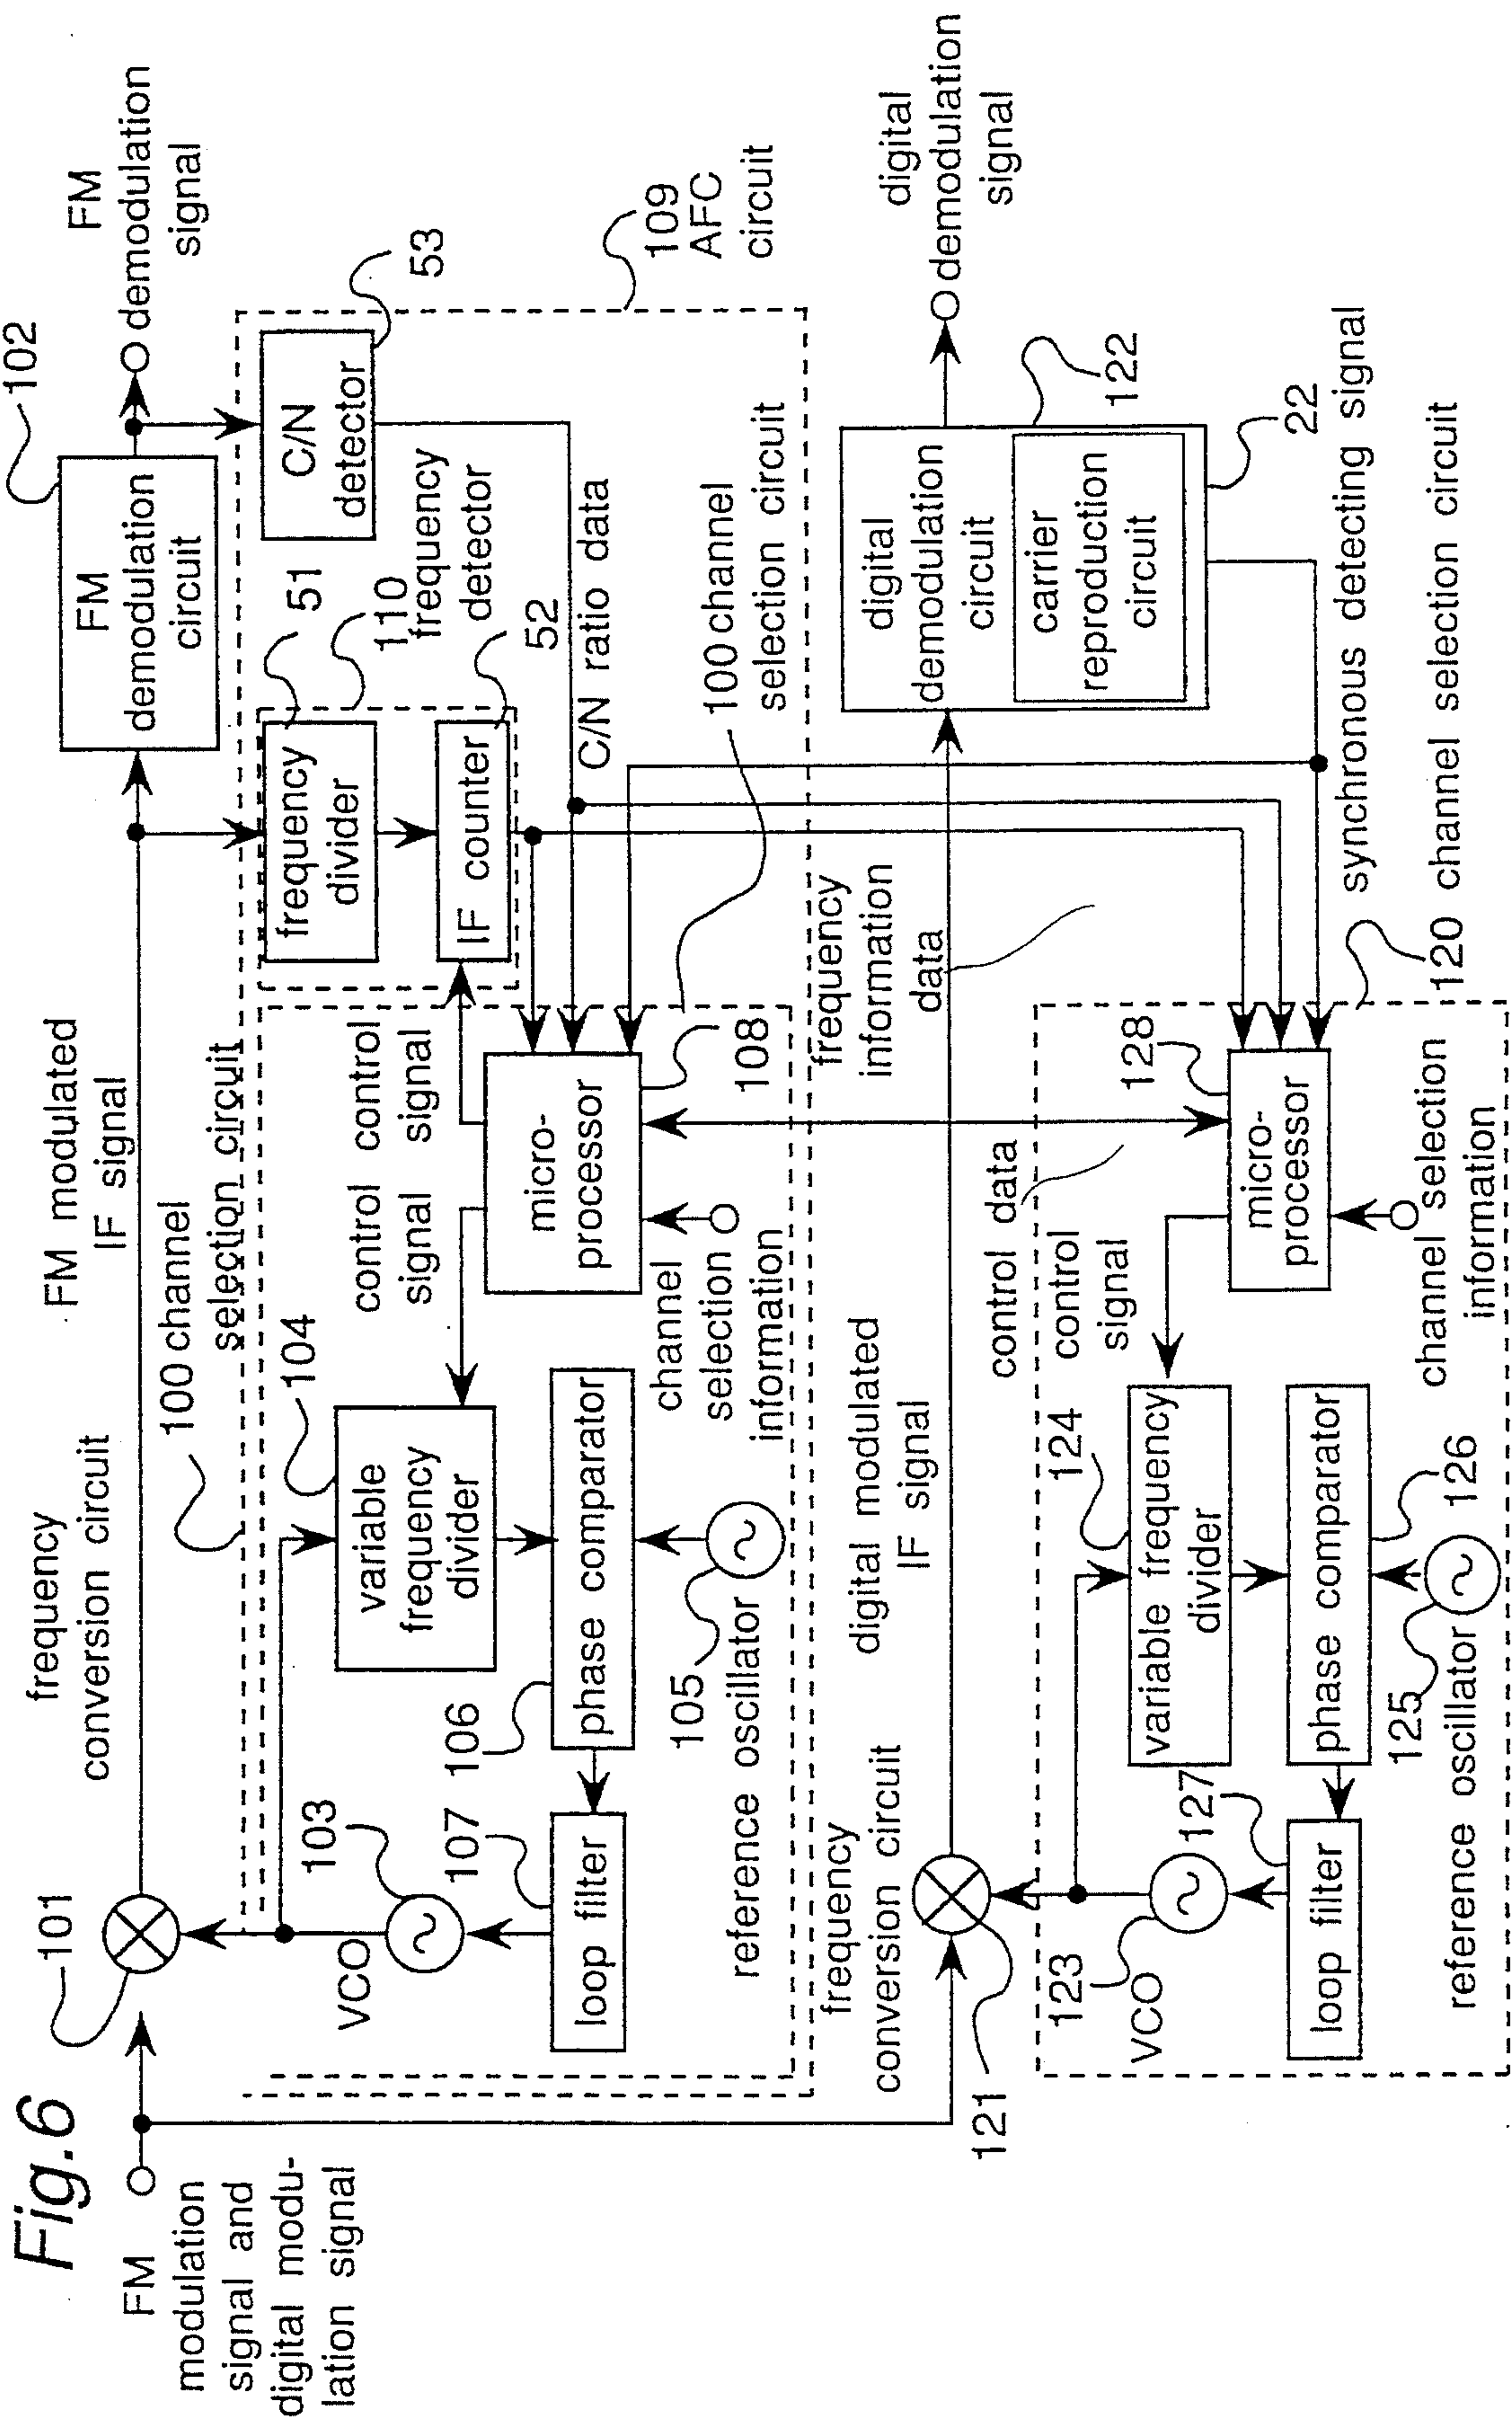 Fig.6
FM
modulation
signal and
digital modu-
lation signal
101
frequency
conversion circuit
FM modulated
IF signal
102
FM
demodulation
circuit
FM
demodulation
signal
100 channel
selection circuit
VCO
103
104
variable
frequency
divider
control
signal
control
signal
frequency
divider
51
110
frequency
detector
IF counter
52
C/N
detector
53
109
AFC
circuit
C/N ratio data
107
loop filter
106
phase comparator
105
reference oscillator
micro-
processor
108
channel
selection
information
100 channel
selection circuit
frequency
conversion circuit
121
digital modulated
IF signal
frequency
information
data
digital
demodulation
circuit
carrier
reproduction
circuit
122
22
digital
demodulation
signal
control data
control
signal
123
VCO
127
loop filter
124
variable frequency
divider
phase comparator
126
125
reference oscillator
128
micro-
processor
channel selection
information
synchronous detecting signal
120 channel selection circuit